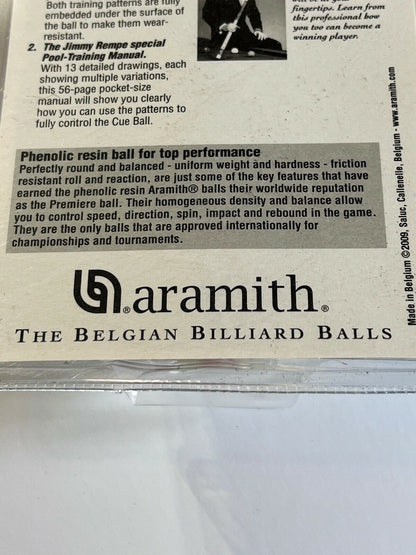 Both training patterns are fully
embedded under the surface of
the ball to make them wear-
resistant.
2. The Jimmy Rempe special
Pool-Training Manual.
With 13 detailed drawings, each
showing multiple variations,
this 56-page pocket-size
manual will show you clearly
how you can use the patterns to
fully control the Cue Ball.
fingertips. Learn from
this professional how
you too can become a
winning player.
Phenolic resin ball for top performance
Perfectly round and balanced - uniform weight and hardness - friction
resistant roll and reaction, are just some of the key features that have
earned the phenolic resin Aramith® balls their worldwide reputation
as the Premiere ball. Their homogeneous density and balance allow
you to control speed, direction, spin, impact and rebound in the game.
They are the only balls that are approved internationally for
championships and tournaments.
® aramith®
THE BELGIAN BILLIARD BALLS
Made in Belgium ©2009, Saluc, Callenelle, Belgium - www.aramith.com